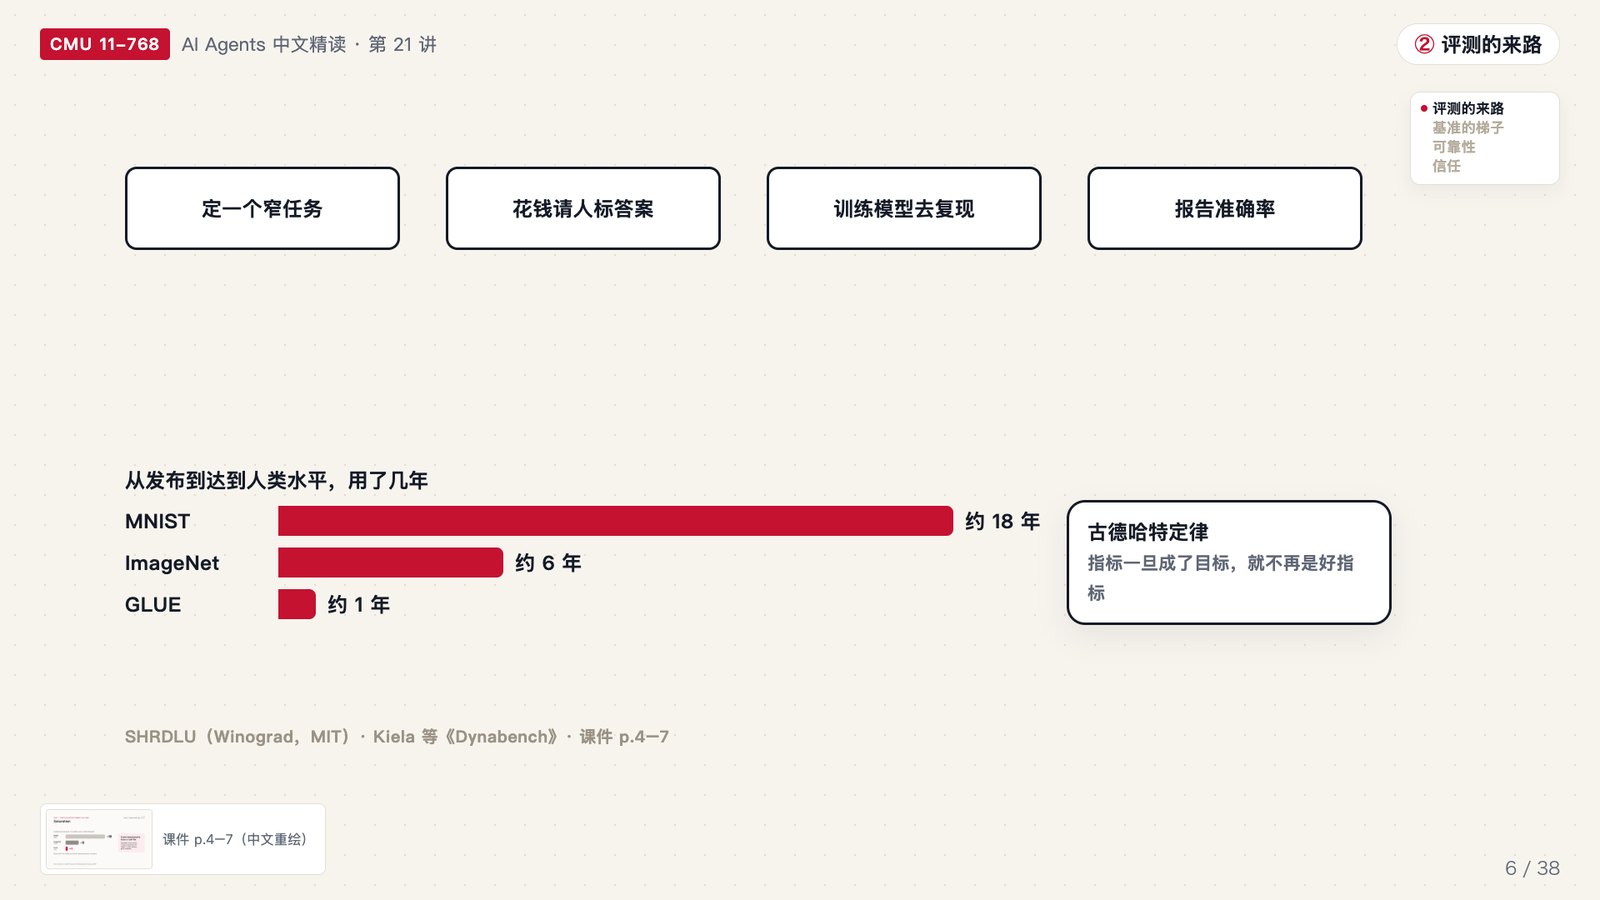 CMU 11-768 AI Agents 中文精读 · 第 21 讲
② 评测的来路
评测的来路
基准的梯子
可靠性
信任
定一个窄任务
花钱请人标答案
训练模型去复现
报告准确率
从发布到达到人类水平，用了几年
MNIST 约 18 年
ImageNet 约 6 年
GLUE 约 1 年
古德哈特定律
指标一旦成了目标，就不再是好指
标
SHRDLU（Winograd，MIT）· Kiela 等《Dynabench》· 课件 p.4–7
课件 p.4–7（中文重绘）
6 / 38